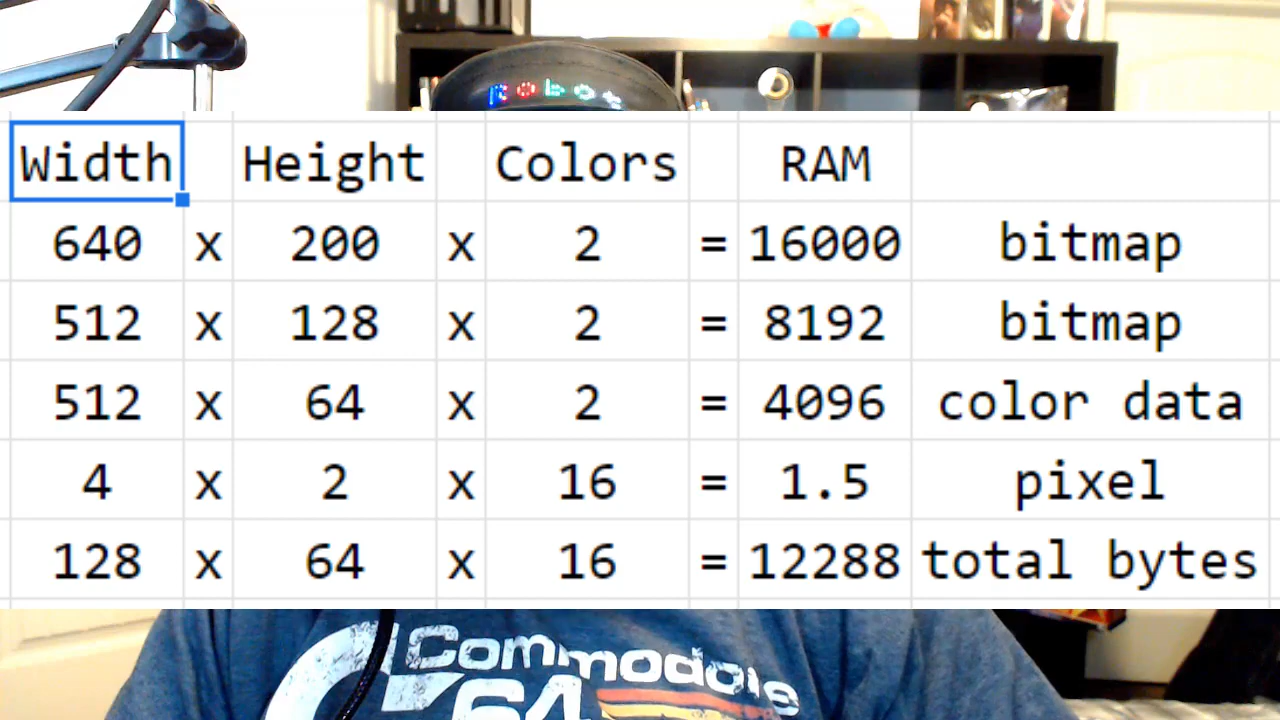 robot
Width Height Colors RAM
640 x 200 x 2 = 16000 bitmap
512 x 128 x 2 = 8192 bitmap
512 x 64 x 2 = 4096 color data
4 x 2 x 16 = 1.5 pixel
128 x 64 x 16 = 12288 total bytes
Commodore
64